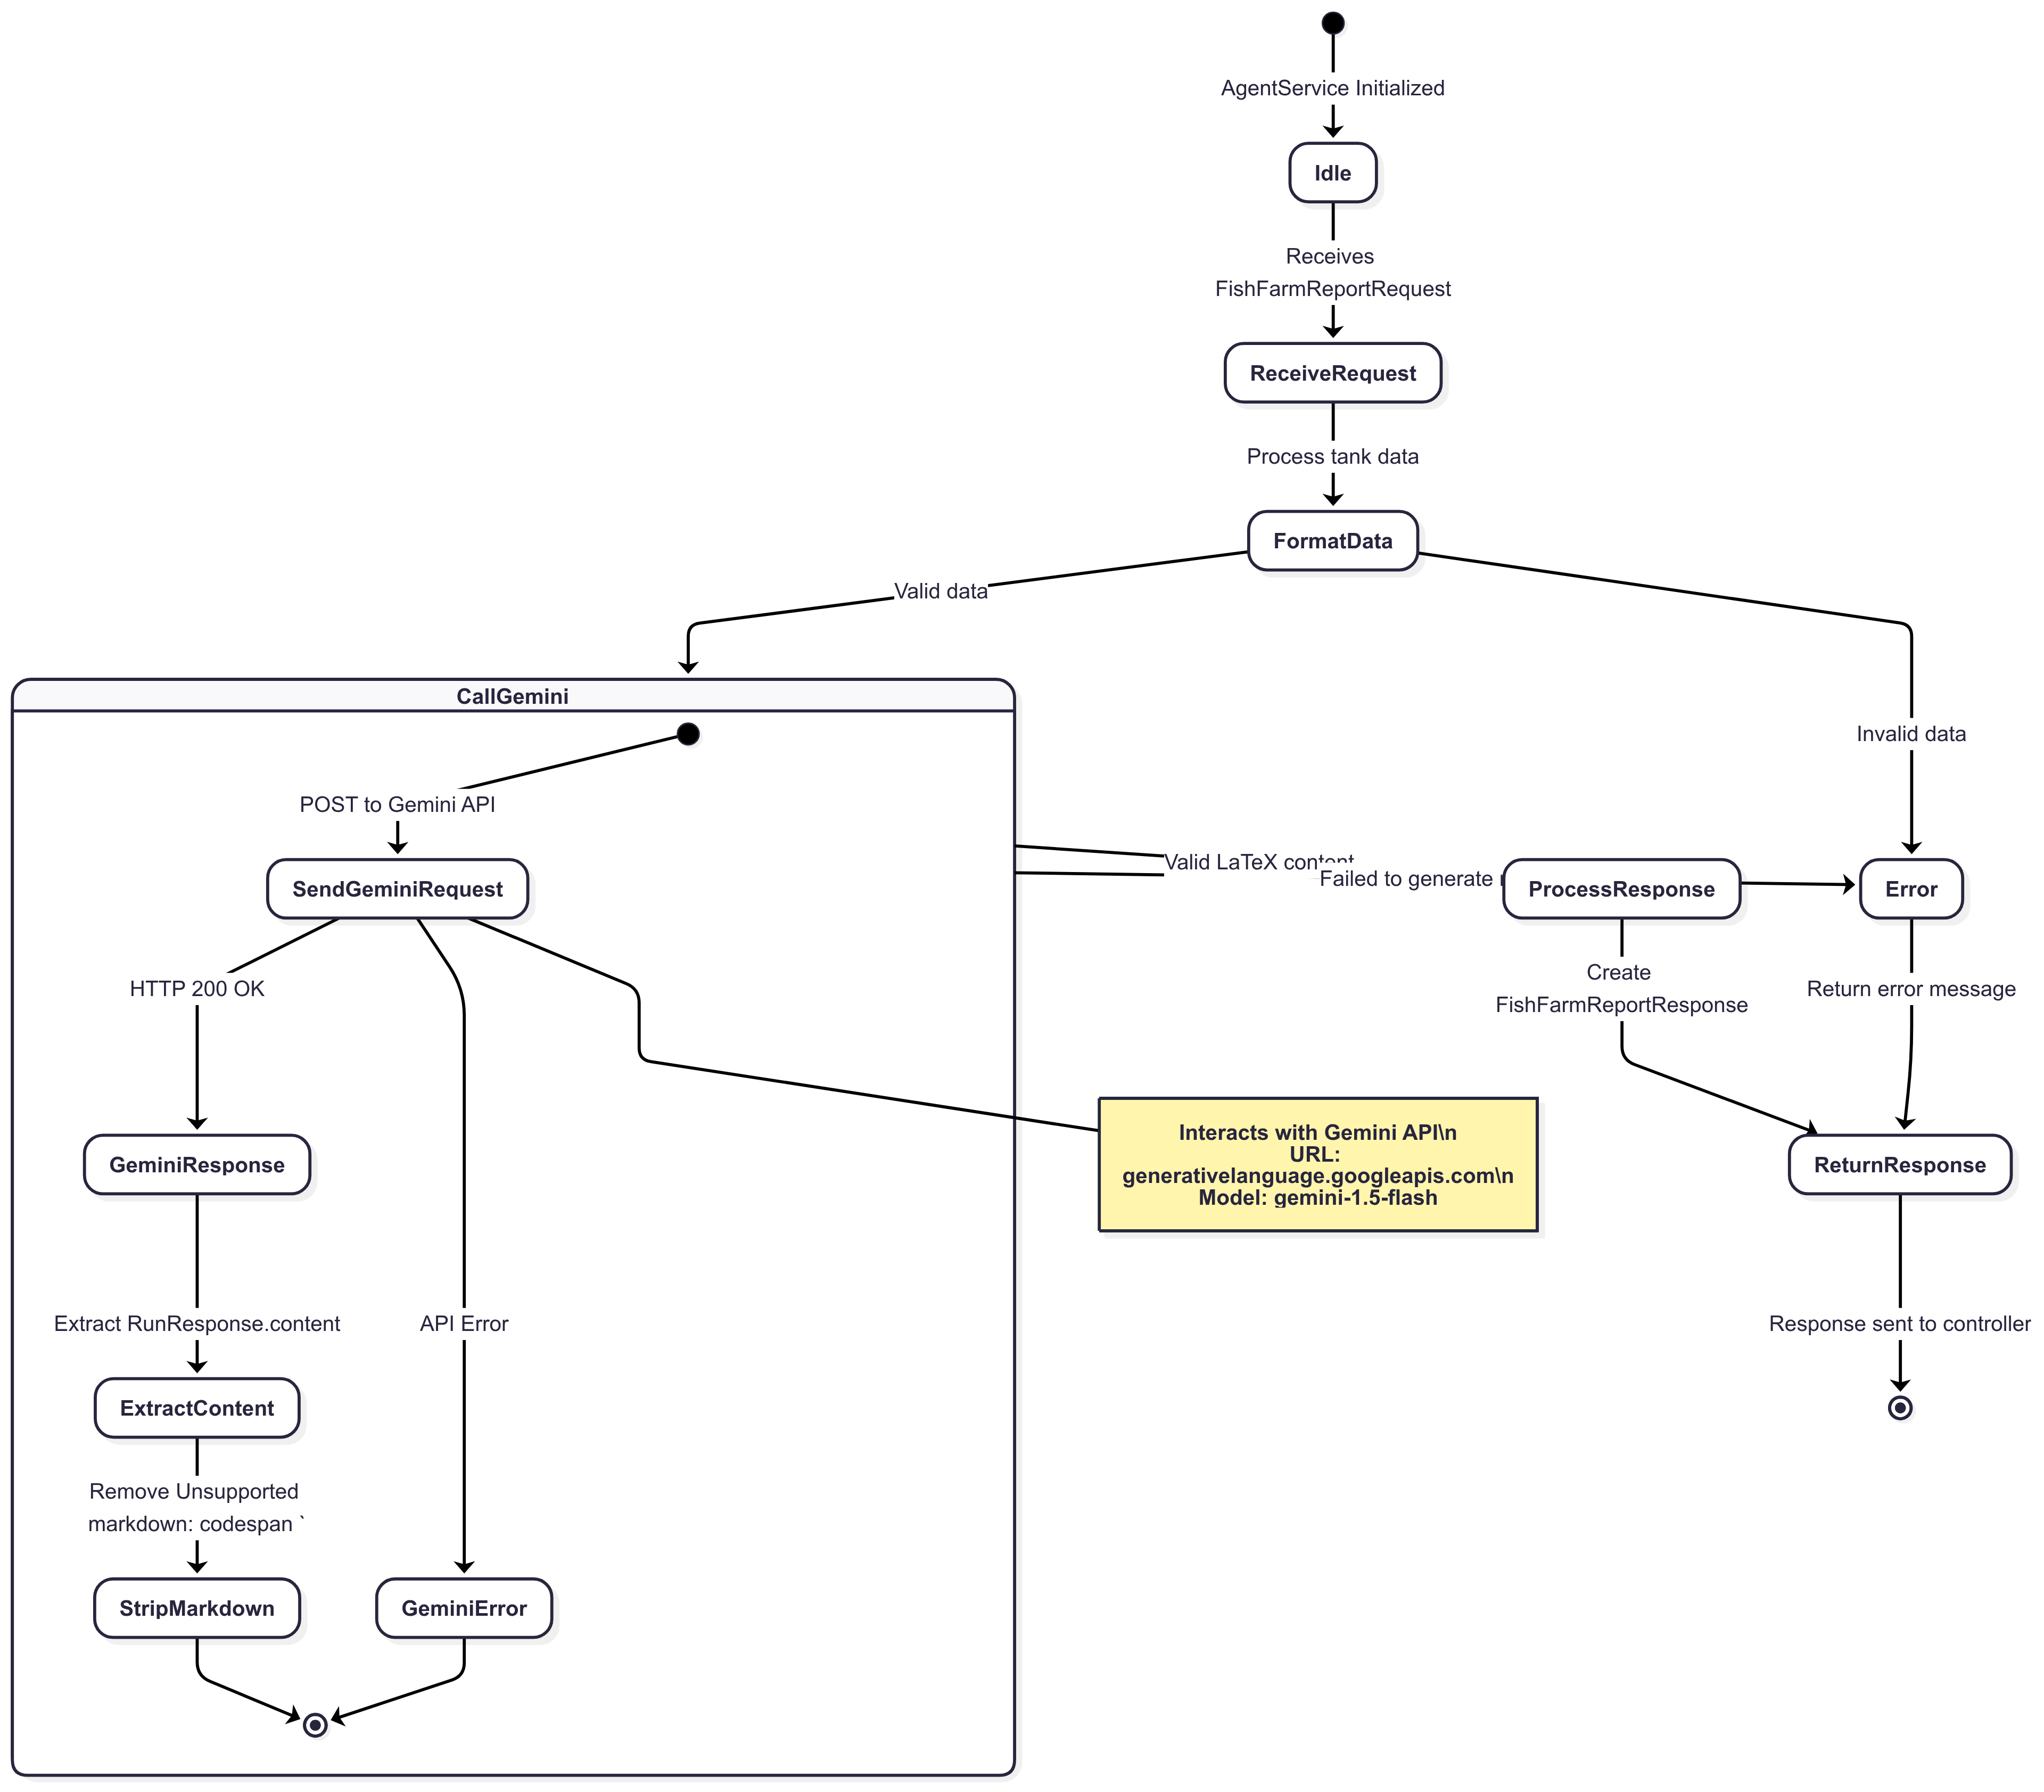 AgentService Initialized
Idle
Receives
FishFarmReportRequest
ReceiveRequest
Process tank data
FormatData
Valid data
CallGemini
Invalid data
POST to Gemini API
SendGeminiRequest
Valid LaTeX content
Failed to generate
ProcessResponse
Error
HTTP 200 OK
Create
FishFarmReportResponse
Return error message
Interacts with Gemini API\n
URL:
generativelanguage.googleapis.com\n
Model: gemini-1.5-flash
GeminiResponse
ReturnResponse
Extract RunResponse.content
API Error
Response sent to controller
ExtractContent
Remove Unsupported
markdown: codespan `
StripMarkdown
GeminiError